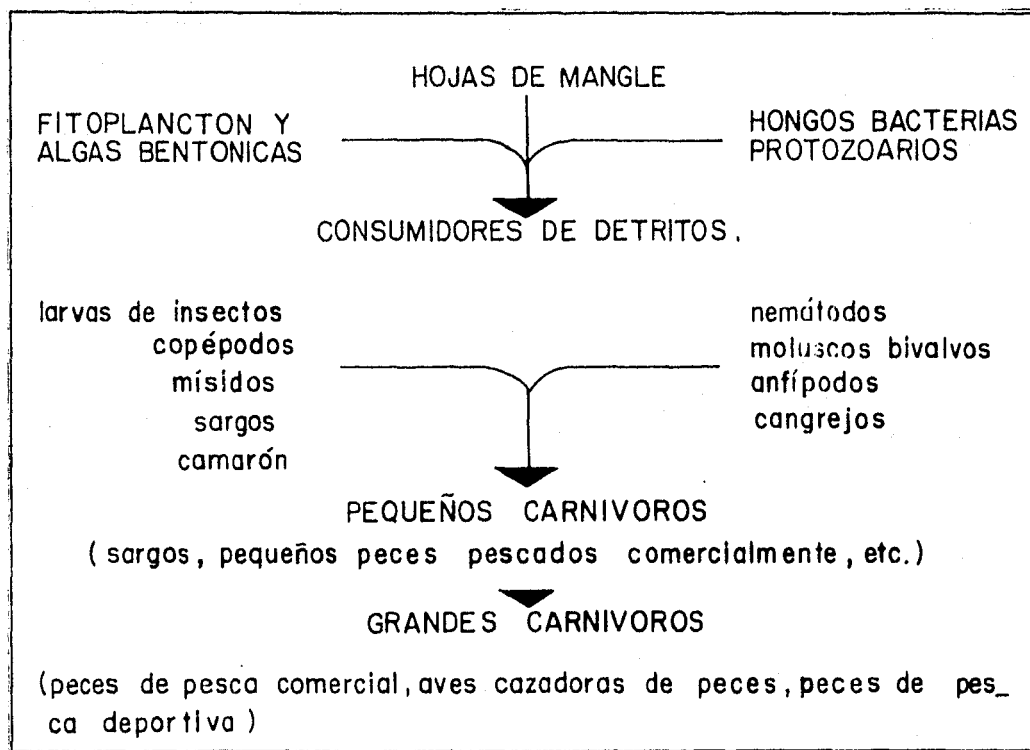 HOJAS DE MANGLE
FITOPLANCTON Y
ALGAS BENTONICAS
HONGOS BACTERIAS
PROTOZOARIOS
CONSUMIDORES DE DETRITOS.
larvas de insectos
copépodos
mísidos
sargos
camarón
nemátodos
moluscos bivalvos
anfípodos
cangrejos
PEQUEÑOS CARNIVOROS
(sargos, pequeños peces pescados comercialmente, etc.)
GRANDES CARNIVOROS
(peces de pesca comercial, aves cazadoras de peces, peces de pes_
ca deportiva)